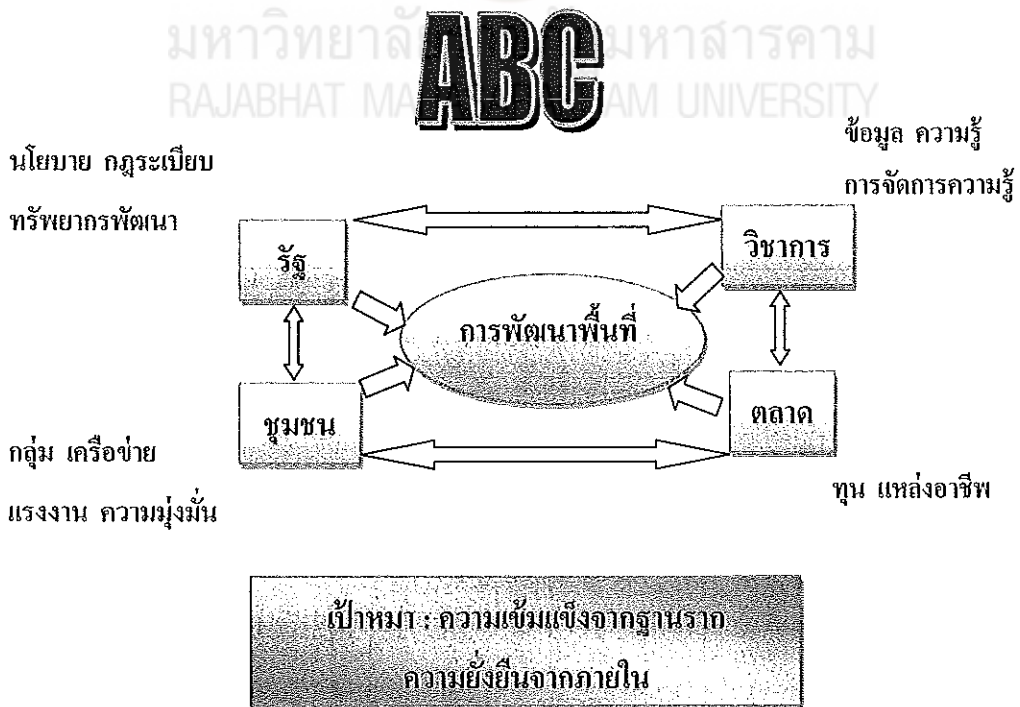 มหาวิทยาลัยมหาสารคาม
RAJABHAT MA AM UNIVERSITY
ABC
ข้อมูล ความรู้
การจัดการความรู้
นโยบาย กฎระเบียบ
ทรัพยากรพัฒนา
รัฐ
วิชาการ
การพัฒนาพื้นที่
ชุมชน
ตลาด
กลุ่ม เครือข่าย
แรงงาน ความมุ่งมั่น
ทุน แหล่งอาชีพ
เป้าหมา : ความเข้มแข็งจากฐานราก
ความยั่งยืนจากภายใน